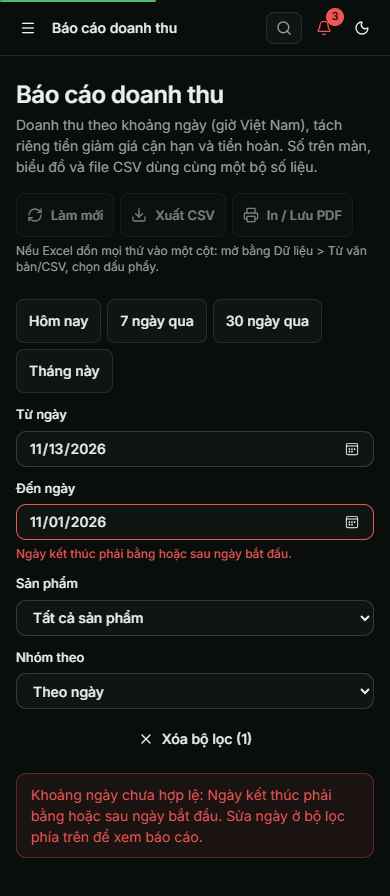 Báo cáo doanh thu
3
Báo cáo doanh thu
Doanh thu theo khoảng ngày (giờ Việt Nam), tách
riêng tiền giảm giá cận hạn và tiền hoàn. Số trên màn,
biểu đồ và file CSV dùng cùng một bộ số liệu.
Làm mới
Xuất CSV
In / Lưu PDF
Nếu Excel dồn mọi thứ vào một cột: mở bằng Dữ liệu > Từ văn
bản/CSV, chọn dấu phẩy.
Hôm nay
7 ngày qua
30 ngày qua
Tháng này
Từ ngày
11/13/2026
Đến ngày
11/01/2026
Ngày kết thúc phải bằng hoặc sau ngày bắt đầu.
Sản phẩm
Tất cả sản phẩm
Nhóm theo
Theo ngày
Xóa bộ lọc (1)
Khoảng ngày chưa hợp lệ: Ngày kết thúc phải
bằng hoặc sau ngày bắt đầu. Sửa ngày ở bộ lọc
phía trên để xem báo cáo.